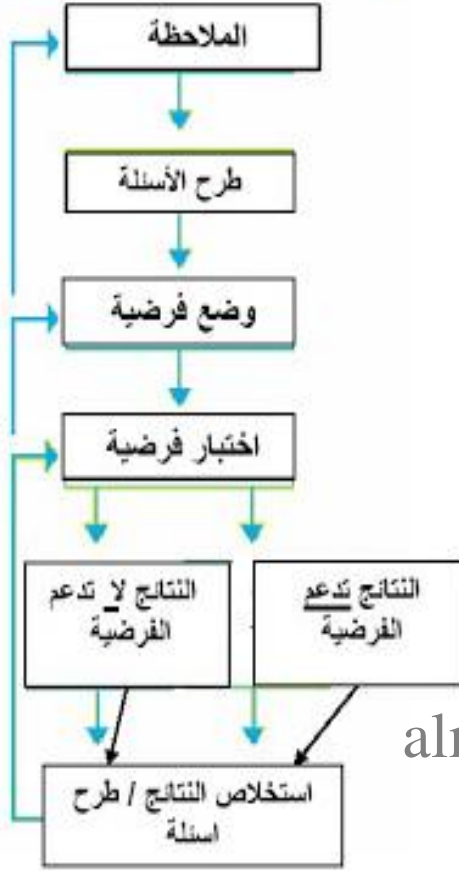 الملاحظة
طرح الأسئلة
وضع فرضية
اختبار فرضية
النتائج تدعم
الفرضية
النتائج لا تدعم
الفرضية
استخلاص النتائج / طرح
اسئلة